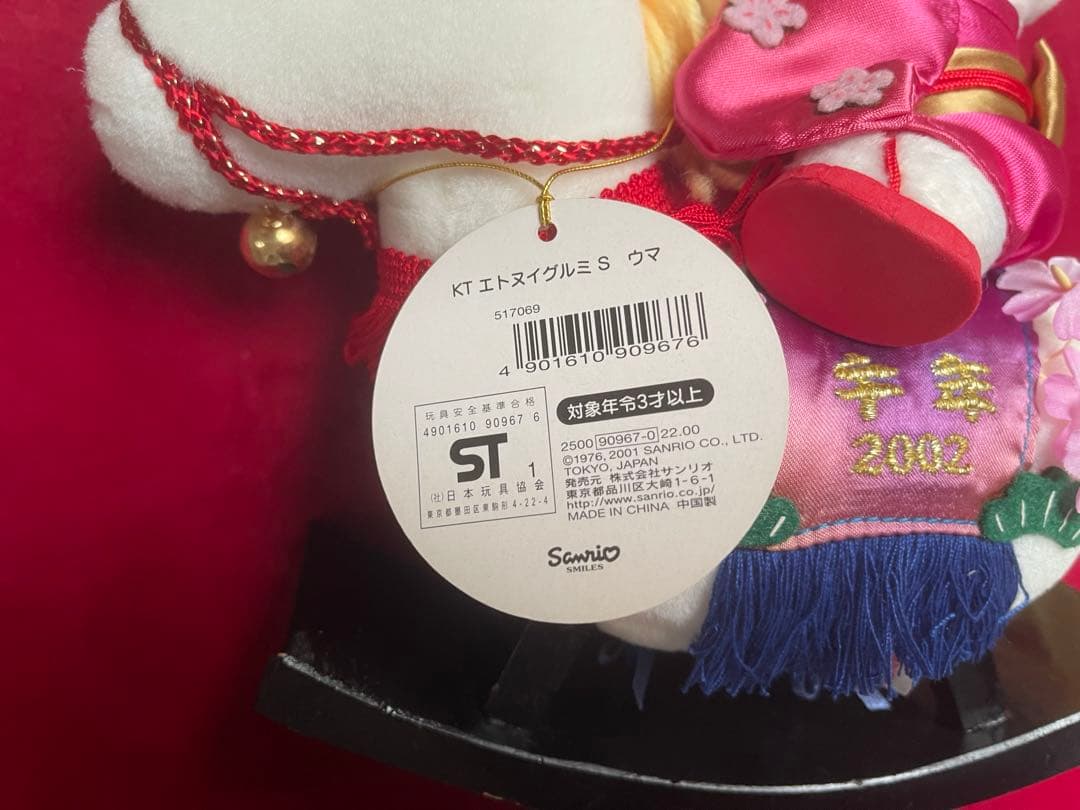 KT エトヌイグルミ S ウマ
517069
4 901610 909676
玩具安全基準合格
4901610 90967 6
ST 1
(社)日本玩具協会
東京都墨田区東駒形4-22-4
対象年令3才以上
2500 90967-0 22.00
©1976, 2001 SANRIO CO., LTD.
TOKYO, JAPAN
発売元 株式会社サンリオ
東京都品川区大崎1-6-1
http://www.sanrio.co.jp/
MADE IN CHINA 中国製
Sanrio
SMILES
午年
2002